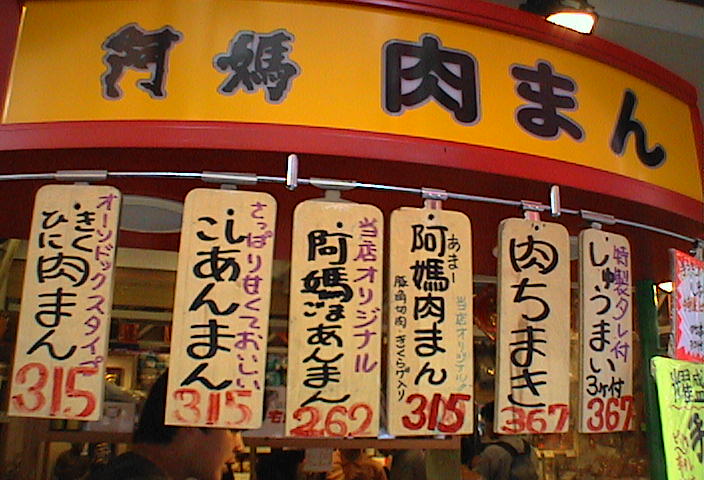 阿媽 肉まん
オーソドックスタイプ
きくひに肉まん
315
さっぱり甘くておいしい
こしあんまん
315
当店オリジナル
阿媽ごまあんまん
262
あまー
阿媽肉まん
当店オリジナル
豚角切肉・きくらげ入り
315
肉ちまき
367
特製タレ付
しゅうまい
3ヶ付
367